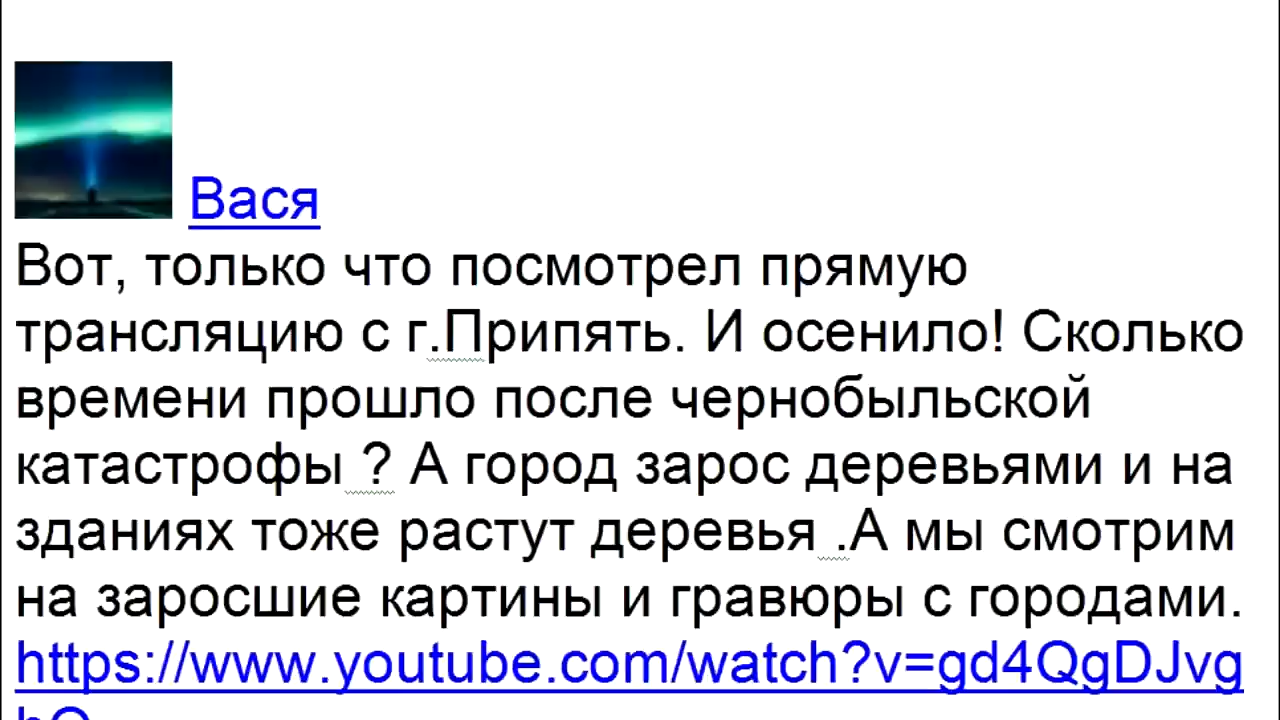 Вася
Вот, только что посмотрел прямую
трансляцию с г.Припять. И осенило! Сколько
времени прошло после чернобыльской
катастрофы ? А город зарос деревьями и на
зданиях тоже растут деревья .А мы смотрим
на заросшие картины и гравюры с городами.
https://www.youtube.com/watch?v=gd4QgDJvg